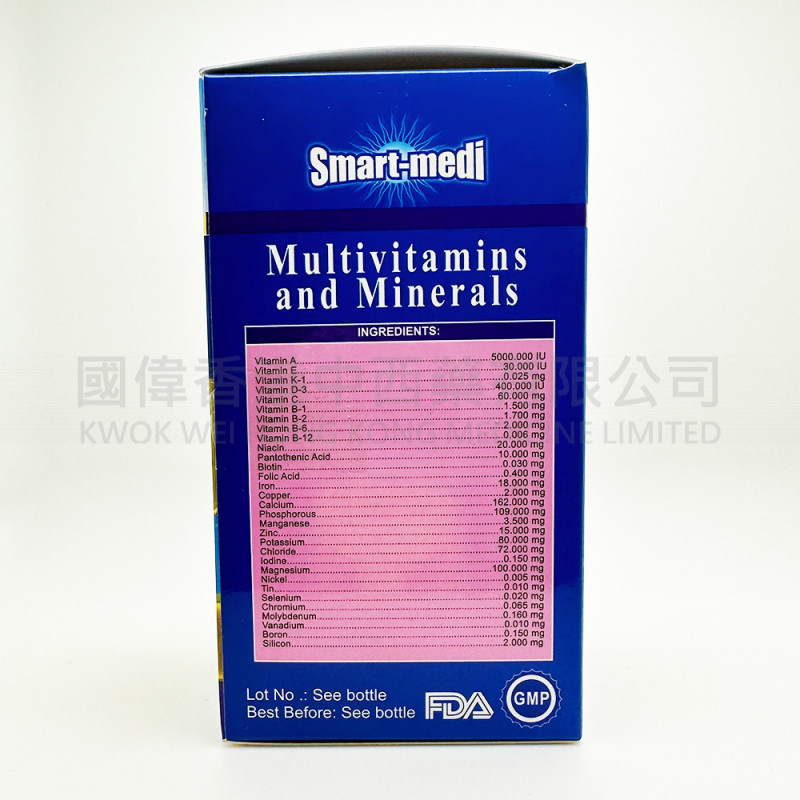 Smart-medi
Multivitamins
and Minerals
INGREDIENTS:
Vitamin A 5000.000 IU
Vitamin E 30.000 IU
Vitamin K-1 0.025 mg
Vitamin D-3 400.000 IU
Vitamin C 60.000 mg
Vitamin B-1 1.500 mg
Vitamin B-2 1.700 mg
Vitamin B-6 2.000 mg
Vitamin B-12 0.006 mg
Niacin 20.000 mg
Pantothenic Acid 10.000 mg
Biotin 0.030 mg
Folic Acid 0.400 mg
Iron 18.000 mg
Copper 2.000 mg
Calcium 162.000 mg
Phosphorous 109.000 mg
Manganese 3.500 mg
Zinc 15.000 mg
Potassium 80.000 mg
Chloride 72.000 mg
Iodine 0.150 mg
Magnesium 100.000 mg
Nickel 0.005 mg
Tin 0.010 mg
Selenium 0.020 mg
Chromium 0.065 mg
Molybdenum 0.160 mg
Vanadium 0.010 mg
Boron 0.150 mg
Silicon 2.000 mg
國偉香 中西藥 限公司
KWOK WEI KONG MEDICINE LIMITED
Lot No .: See bottle
Best Before: See bottle
FDA
GMP